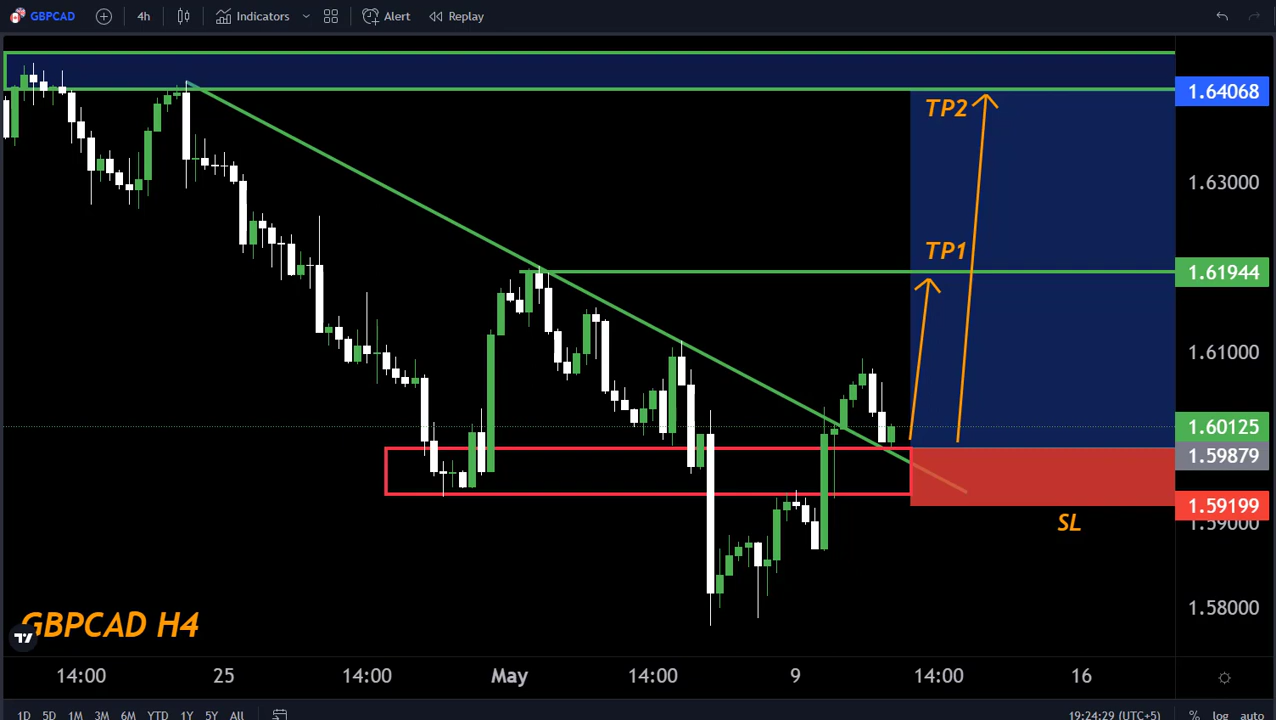 GBPCAD 4h Indicators Alert Replay
TP2
1.64068
1.63000
TP1
1.61944
1.61000
1.60125
1.59879
1.59199
1.59000
SL
1.58000
GBPCAD H4
14:00 25 14:00 May 14:00 9 14:00 16
1D 5D 1M 3M 6M YTD 1Y 5Y All 19:24:29 (UTC+5) % log auto